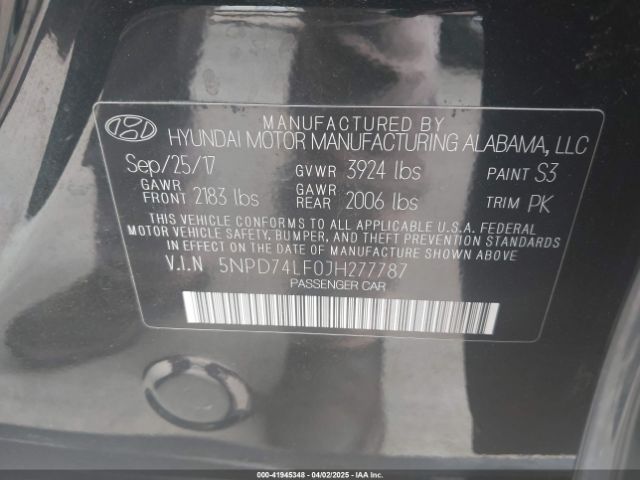 MANUFACTURED BY
HYUNDAI MOTOR MANUFACTURING ALABAMA, LLC
Sep/25/17 GVWR 3924 lbs PAINT S3
GAWR FRONT 2183 lbs GAWR REAR 2006 lbs TRIM PK
THIS VEHICLE CONFORMS TO ALL APPLICABLE U.S.A. FEDERAL
MOTOR VEHICLE SAFETY, BUMPER, AND THEFT PREVENTION STANDARDS
IN EFFECT ON THE DATE OF MANUFACTURE SHOWN ABOVE.
V.I.N 5NPD74LF0JH277787
PASSENGER CAR
000-41945348 - 04/02/2025 - Copart IAA, Inc.